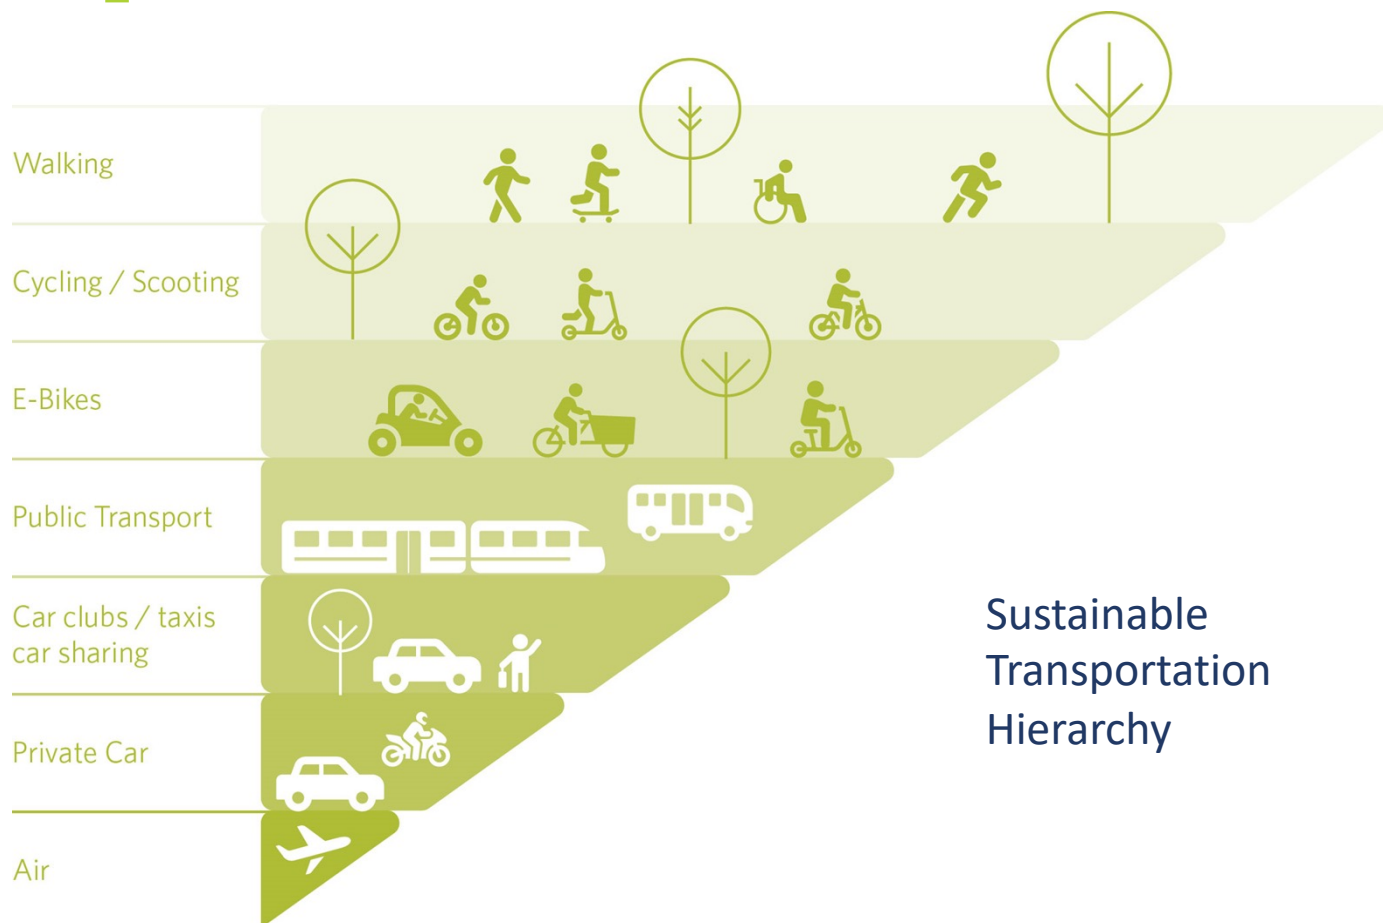 Walking
Cycling / Scooting
E-Bikes
Public Transport
Car clubs / taxis
car sharing
Private Car
Air
Sustainable
Transportation
Hierarchy